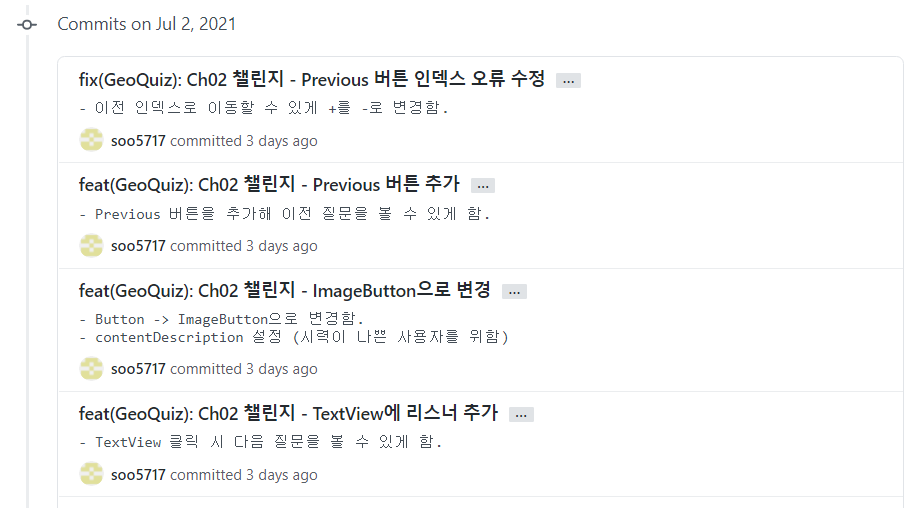 Commits on Jul 2, 2021
fix(GeoQuiz): Ch02 챌린지 - Previous 버튼 인덱스 오류 수정 ...
- 이전 인덱스로 이동할 수 있게 +를 -로 변경함.
soo5717 committed 3 days ago
feat(GeoQuiz): Ch02 챌린지 - Previous 버튼 추가 ...
- Previous 버튼을 추가해 이전 질문을 볼 수 있게 함.
soo5717 committed 3 days ago
feat(GeoQuiz): Ch02 챌린지 - ImageButton으로 변경 ...
- Button -> ImageButton으로 변경함.
- contentDescription 설정 (시력이 나쁜 사용자를 위함)
soo5717 committed 3 days ago
feat(GeoQuiz): Ch02 챌린지 - TextView에 리스너 추가 ...
- TextView 클릭 시 다음 질문을 볼 수 있게 함.
soo5717 committed 3 days ago